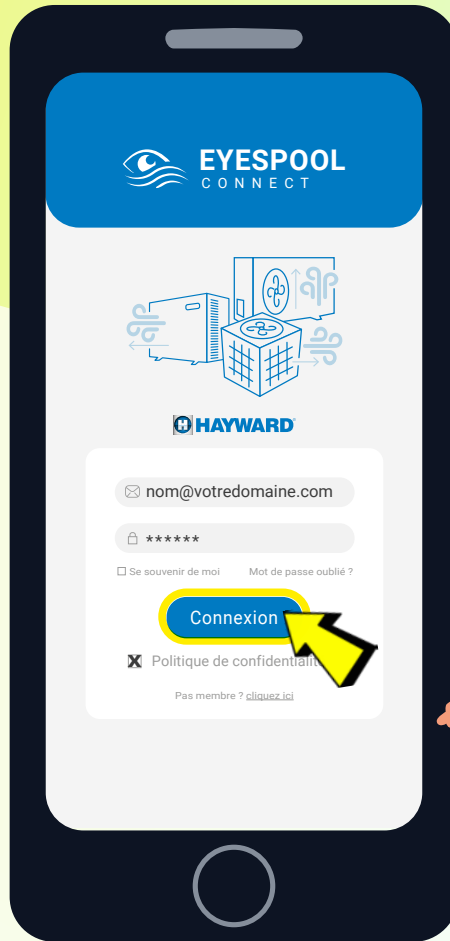 EYESPOOL
CONNECT
HAYWARD
nom@votredomaine.com
******
Se souvenir de moi Mot de passe oublié ?
Connexion
Politique de
Pas membre ? cliquez ici